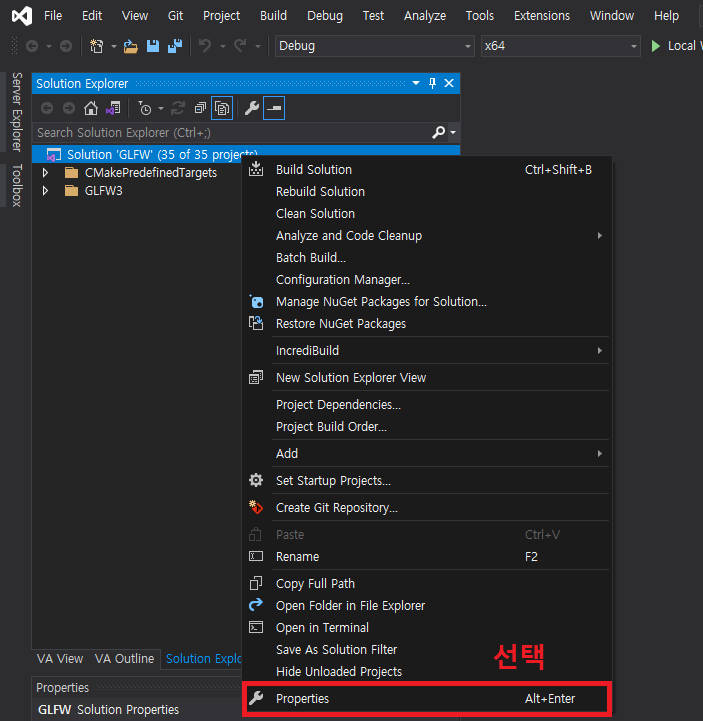 File Edit View Git Project Build Debug Test Analyze Tools Extensions Window Help
Debug x64 Local
Server Explorer
Toolbox
Solution Explorer
Search Solution Explorer (Ctrl+;)
Solution 'GLFW' (35 of 35 projects)
CMakePredefinedTargets
GLFW3
Build Solution Ctrl+Shift+B
Rebuild Solution
Clean Solution
Analyze and Code Cleanup
Batch Build...
Configuration Manager...
Manage NuGet Packages for Solution...
Restore NuGet Packages
IncrediBuild
New Solution Explorer View
Project Dependencies...
Project Build Order...
Add
Set Startup Projects...
Create Git Repository...
Paste Ctrl+V
Rename F2
Copy Full Path
Open Folder in File Explorer
Open in Terminal
Save As Solution Filter
Hide Unloaded Projects
선택
Properties Alt+Enter
VA View VA Outline Solution Explo
Properties
GLFW Solution Properties